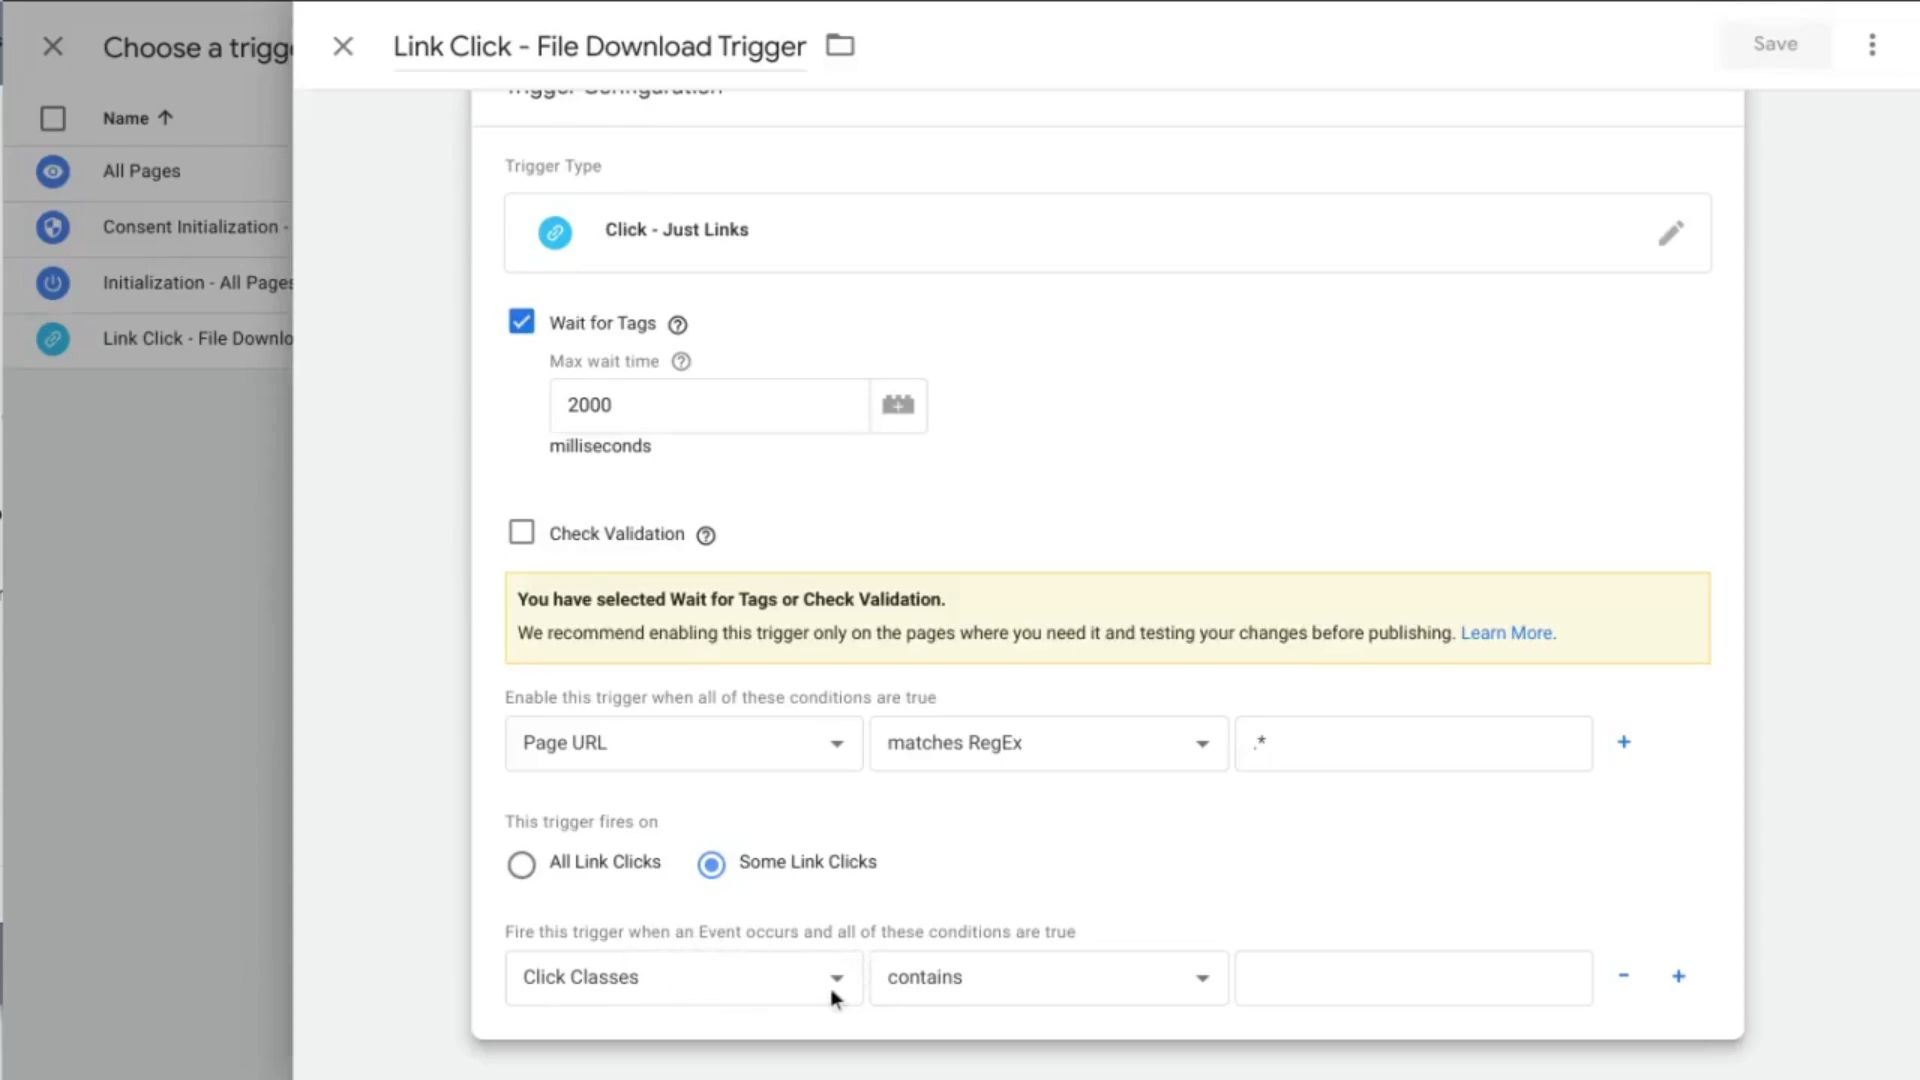 Choose a trigg
Link Click - File Download Trigger
Save
Name
All Pages
Consent Initialization -
Initialization - All Pages
Link Click - File Downlo
Trigger Configuration
Trigger Type
Click - Just Links
Wait for Tags
Max wait time
2000
milliseconds
Check Validation
You have selected Wait for Tags or Check Validation.
We recommend enabling this trigger only on the pages where you need it and testing your changes before publishing. Learn More.
Enable this trigger when all of these conditions are true
Page URL
matches RegEx
.*
This trigger fires on
All Link Clicks
Some Link Clicks
Fire this trigger when an Event occurs and all of these conditions are true
Click Classes
contains